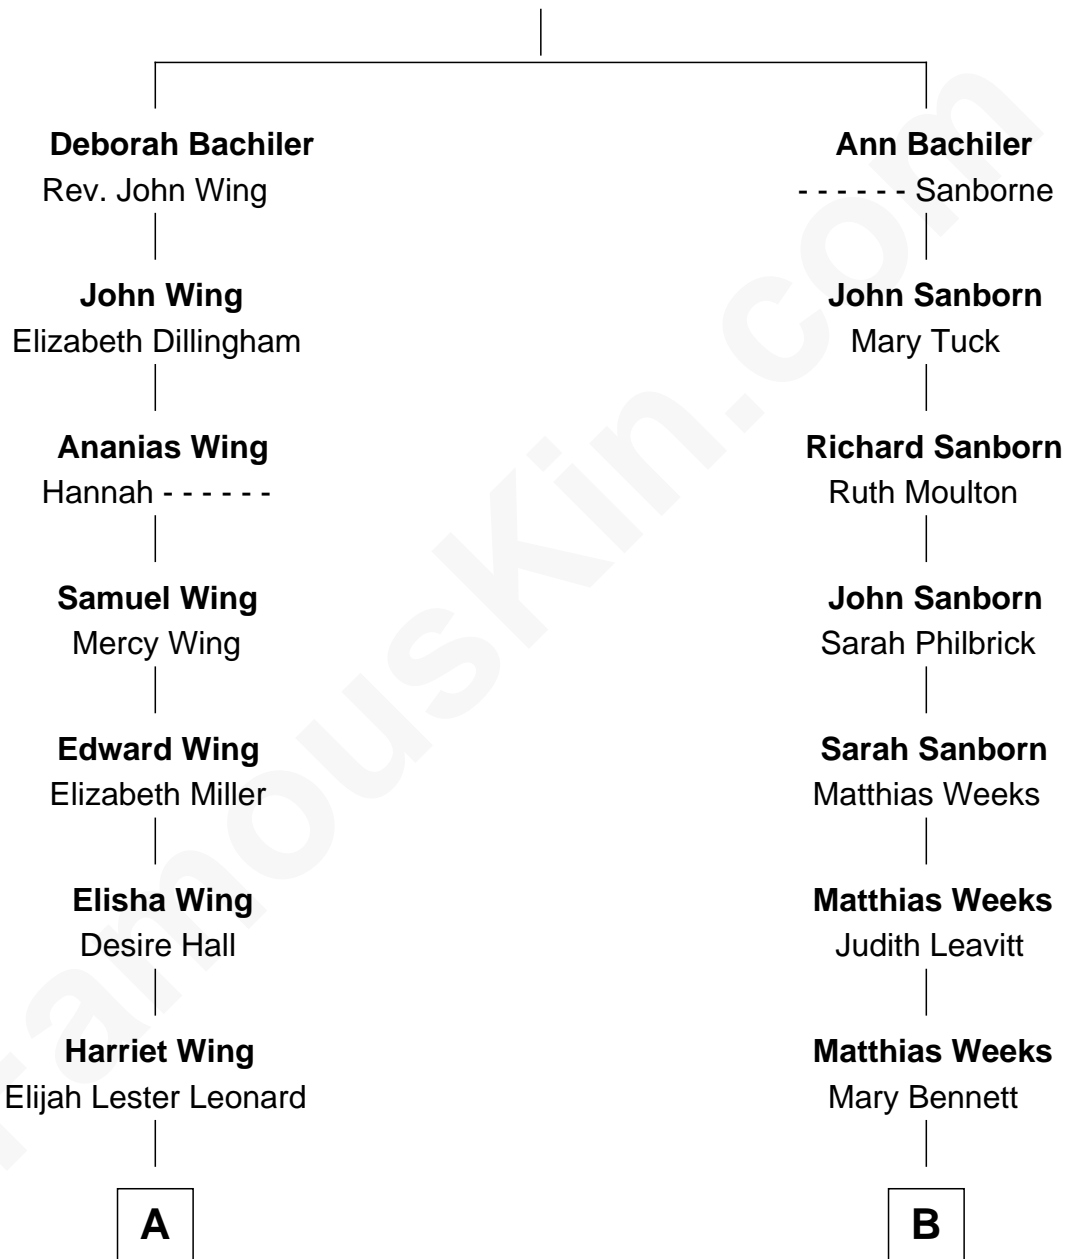 Deborah Bachiler
Rev. John Wing
John Wing
Elizabeth Dillingham
Ananias Wing
Hannah - - - - - -
Samuel Wing
Mercy Wing
Edward Wing
Elizabeth Miller
Elisha Wing
Desire Hall
Harriet Wing
Elijah Lester Leonard
A
Ann Bachiler
- - - - - - Sanborne
John Sanborn
Mary Tuck
Richard Sanborn
Ruth Moulton
John Sanborn
Sarah Philbrick
Sarah Sanborn
Matthias Weeks
Matthias Weeks
Judith Leavitt
Matthias Weeks
Mary Bennett
B
FamousKin.com